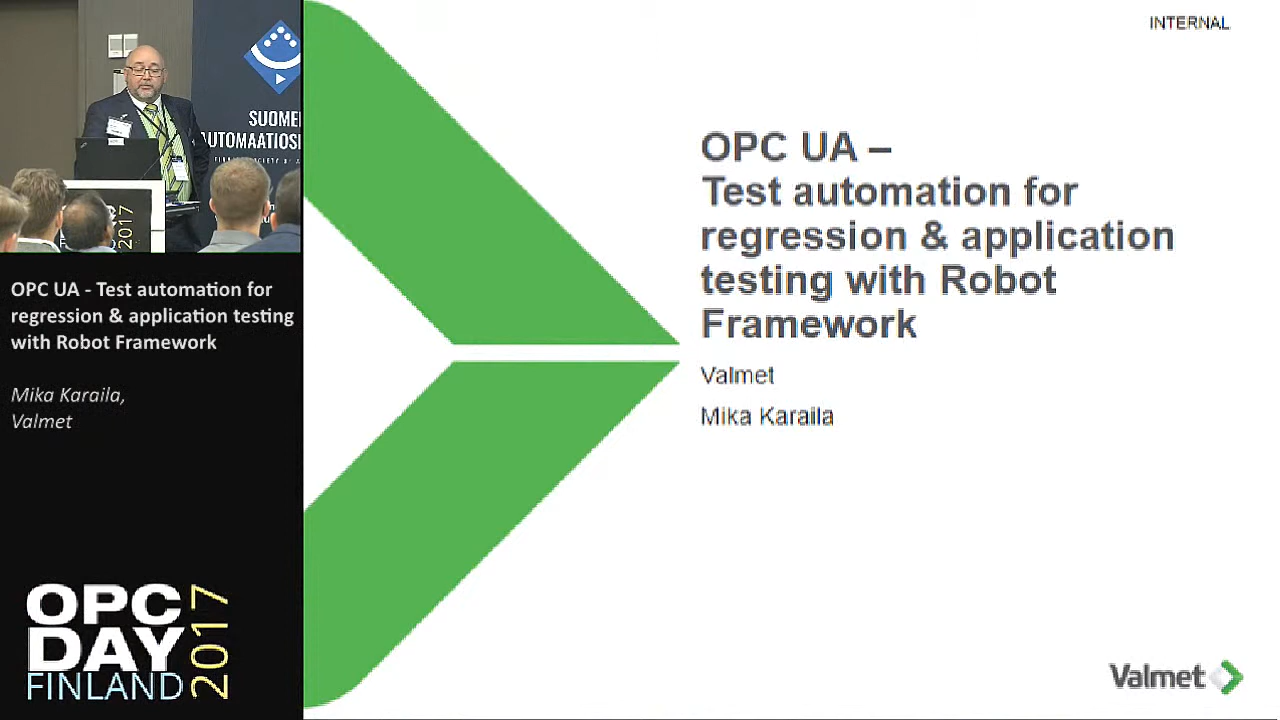 SUOMEN
AUTOMAATIOS
2017
OPC UA - Test automation for
regression & application testing
with Robot Framework
Mika Karaila,
Valmet
OPC
DAY
FINLAND
2017
INTERNAL
OPC UA –
Test automation for
regression & application
testing with Robot
Framework
Valmet
Mika Karaila
Valmet